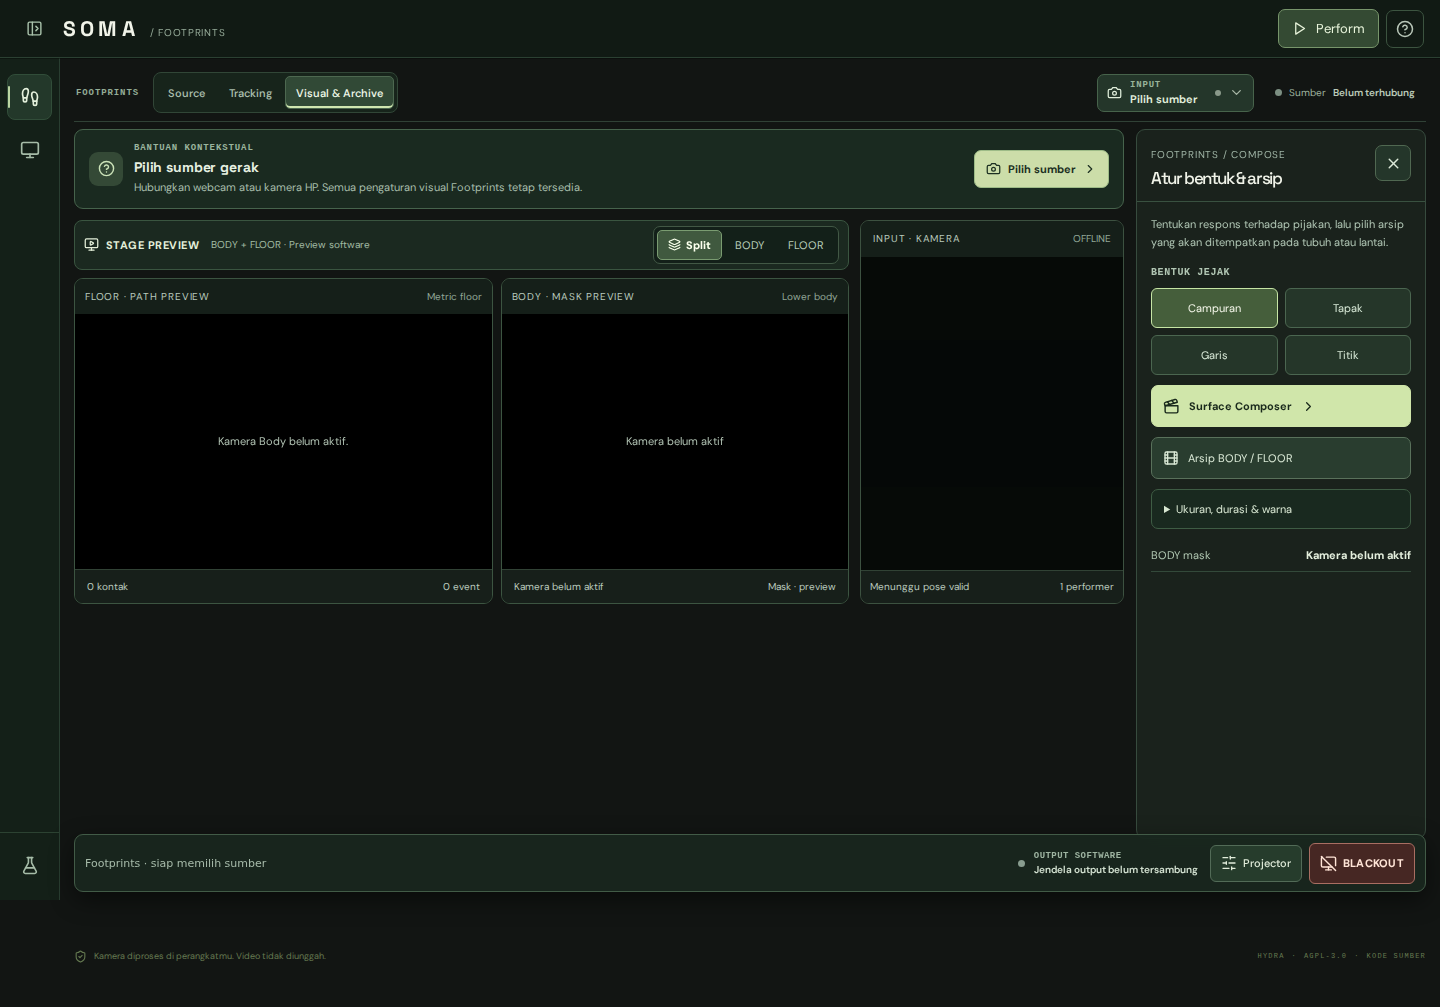 SOMA / FOOTPRINTS
Perform
FOOTPRINTS
Source
Tracking
Visual & Archive
INPUT
Pilih sumber
Sumber Belum terhubung
BANTUAN KONTEKSTUAL
Pilih sumber gerak
Hubungkan webcam atau kamera HP. Semua pengaturan visual Footprints tetap tersedia.
Pilih sumber
STAGE PREVIEW BODY + FLOOR · Preview software
Split
BODY
FLOOR
FLOOR · PATH PREVIEW Metric floor
Kamera Body belum aktif.
0 kontak 0 event
BODY · MASK PREVIEW Lower body
Kamera belum aktif
Kamera belum aktif Mask · preview
INPUT · KAMERA OFFLINE
Menunggu pose valid 1 performer
FOOTPRINTS / COMPOSE
Atur bentuk & arsip
Tentukan respons terhadap pijakan, lalu pilih arsip
yang akan ditempatkan pada tubuh atau lantai.
BENTUK JEJAK
Campuran
Tapak
Garis
Titik
Surface Composer
Arsip BODY / FLOOR
Ukuran, durasi & warna
BODY mask Kamera belum aktif
Footprints · siap memilih sumber
OUTPUT SOFTWARE
Jendela output belum tersambung
Projector
BLACKOUT
Kamera diproses di perangkatmu. Video tidak diunggah.
HYDRA · AGPL-3.0 · KODE SUMBER